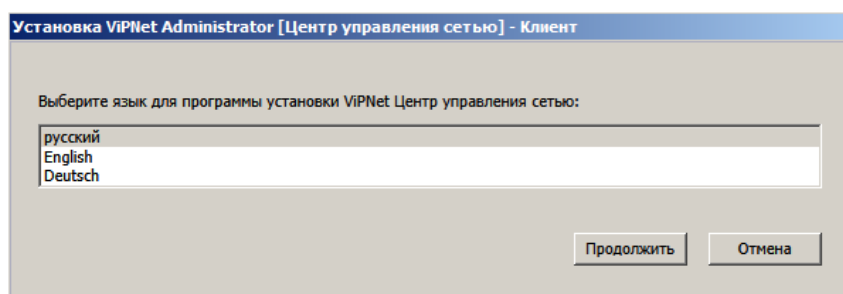 Установка ViPNet Administrator [Центр управления сетью] - Клиент
Выберите язык для программы установки ViPNet Центр управления сетью:
русский
English
Deutsch
Продолжить Отмена